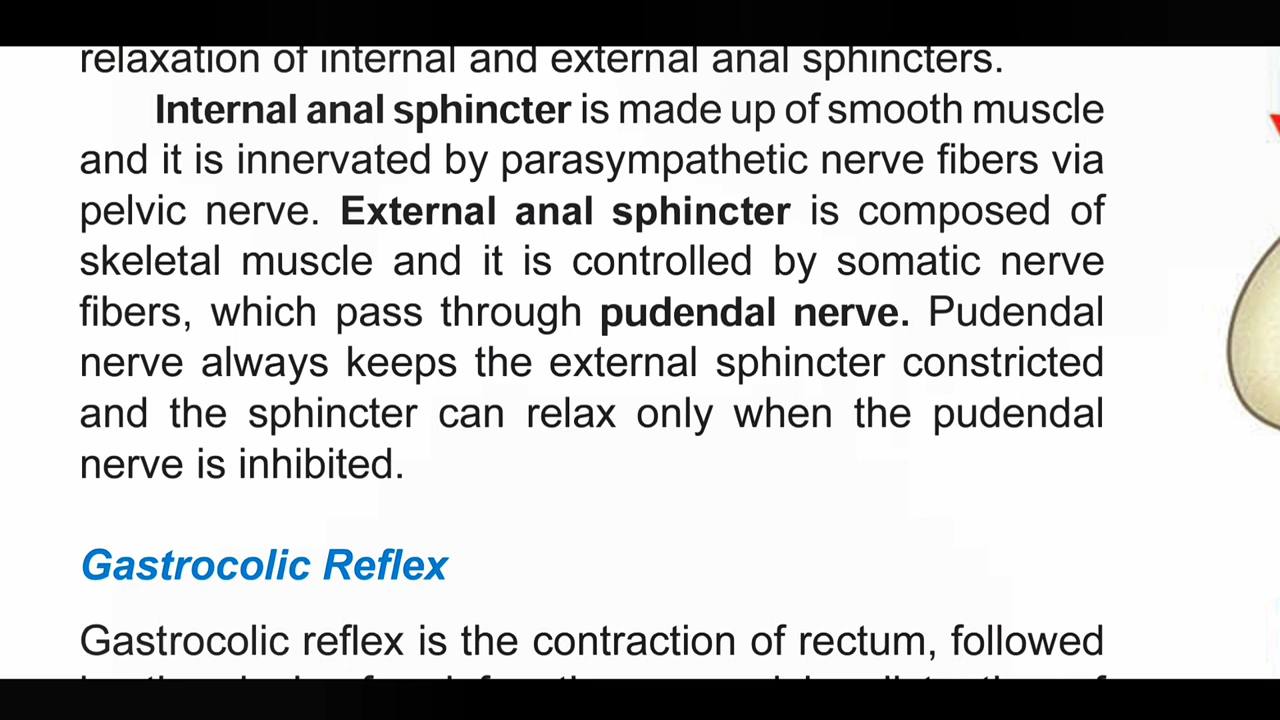 relaxation of internal and external anal sphincters.
Internal anal sphincter is made up of smooth muscle
and it is innervated by parasympathetic nerve fibers via
pelvic nerve. External anal sphincter is composed of
skeletal muscle and it is controlled by somatic nerve
fibers, which pass through pudendal nerve. Pudendal
nerve always keeps the external sphincter constricted
and the sphincter can relax only when the pudendal
nerve is inhibited.
Gastrocolic Reflex
Gastrocolic reflex is the contraction of rectum, followed